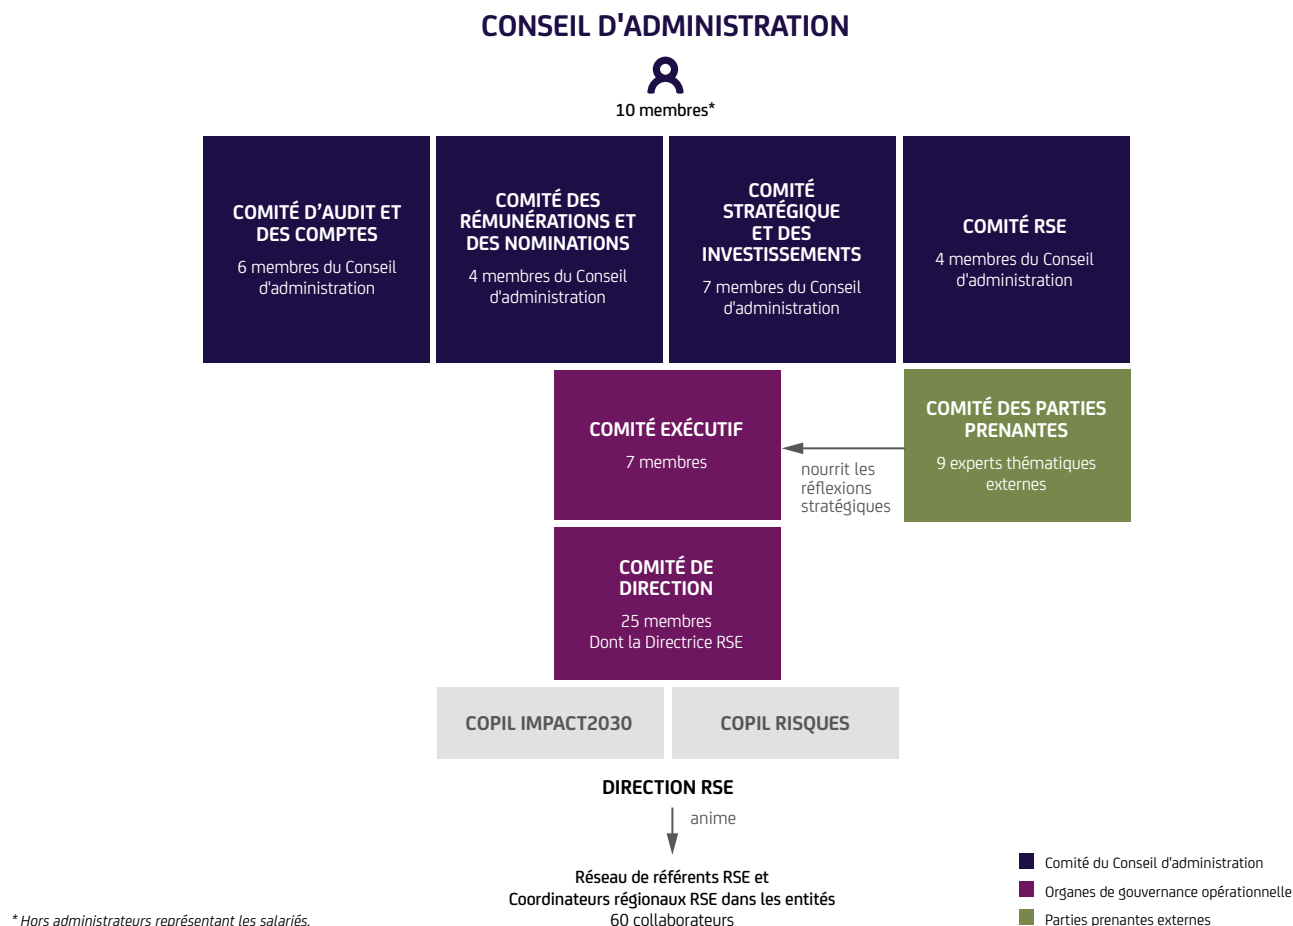 CONSEIL D'ADMINISTRATION
10 membres*
COMITÉ D’AUDIT ET
DES COMPTES
6 membres du Conseil
d'administration
COMITÉ DES
RÉMUNÉRATIONS ET
DES NOMINATIONS
4 membres du Conseil
d'administration
COMITÉ
STRATÉGIQUE
ET DES
INVESTISSEMENTS
7 membres du Conseil
d'administration
COMITÉ RSE
4 membres du Conseil
d'administration
COMITÉ EXÉCUTIF
7 membres
nourrit les
réflexions
stratégiques
COMITÉ DES PARTIES
PRENANTES
9 experts thématiques
externes
COMITÉ DE
DIRECTION
25 membres
Dont la Directrice RSE
COPIL IMPACT2030
COPIL RISQUES
DIRECTION RSE
anime
Réseau de référents RSE et
Coordinateurs régionaux RSE dans les entités
60 collaborateurs
Comité du Conseil d'administration
Organes de gouvernance opérationnelle
Parties prenantes externes
* Hors administrateurs représentant les salariés.